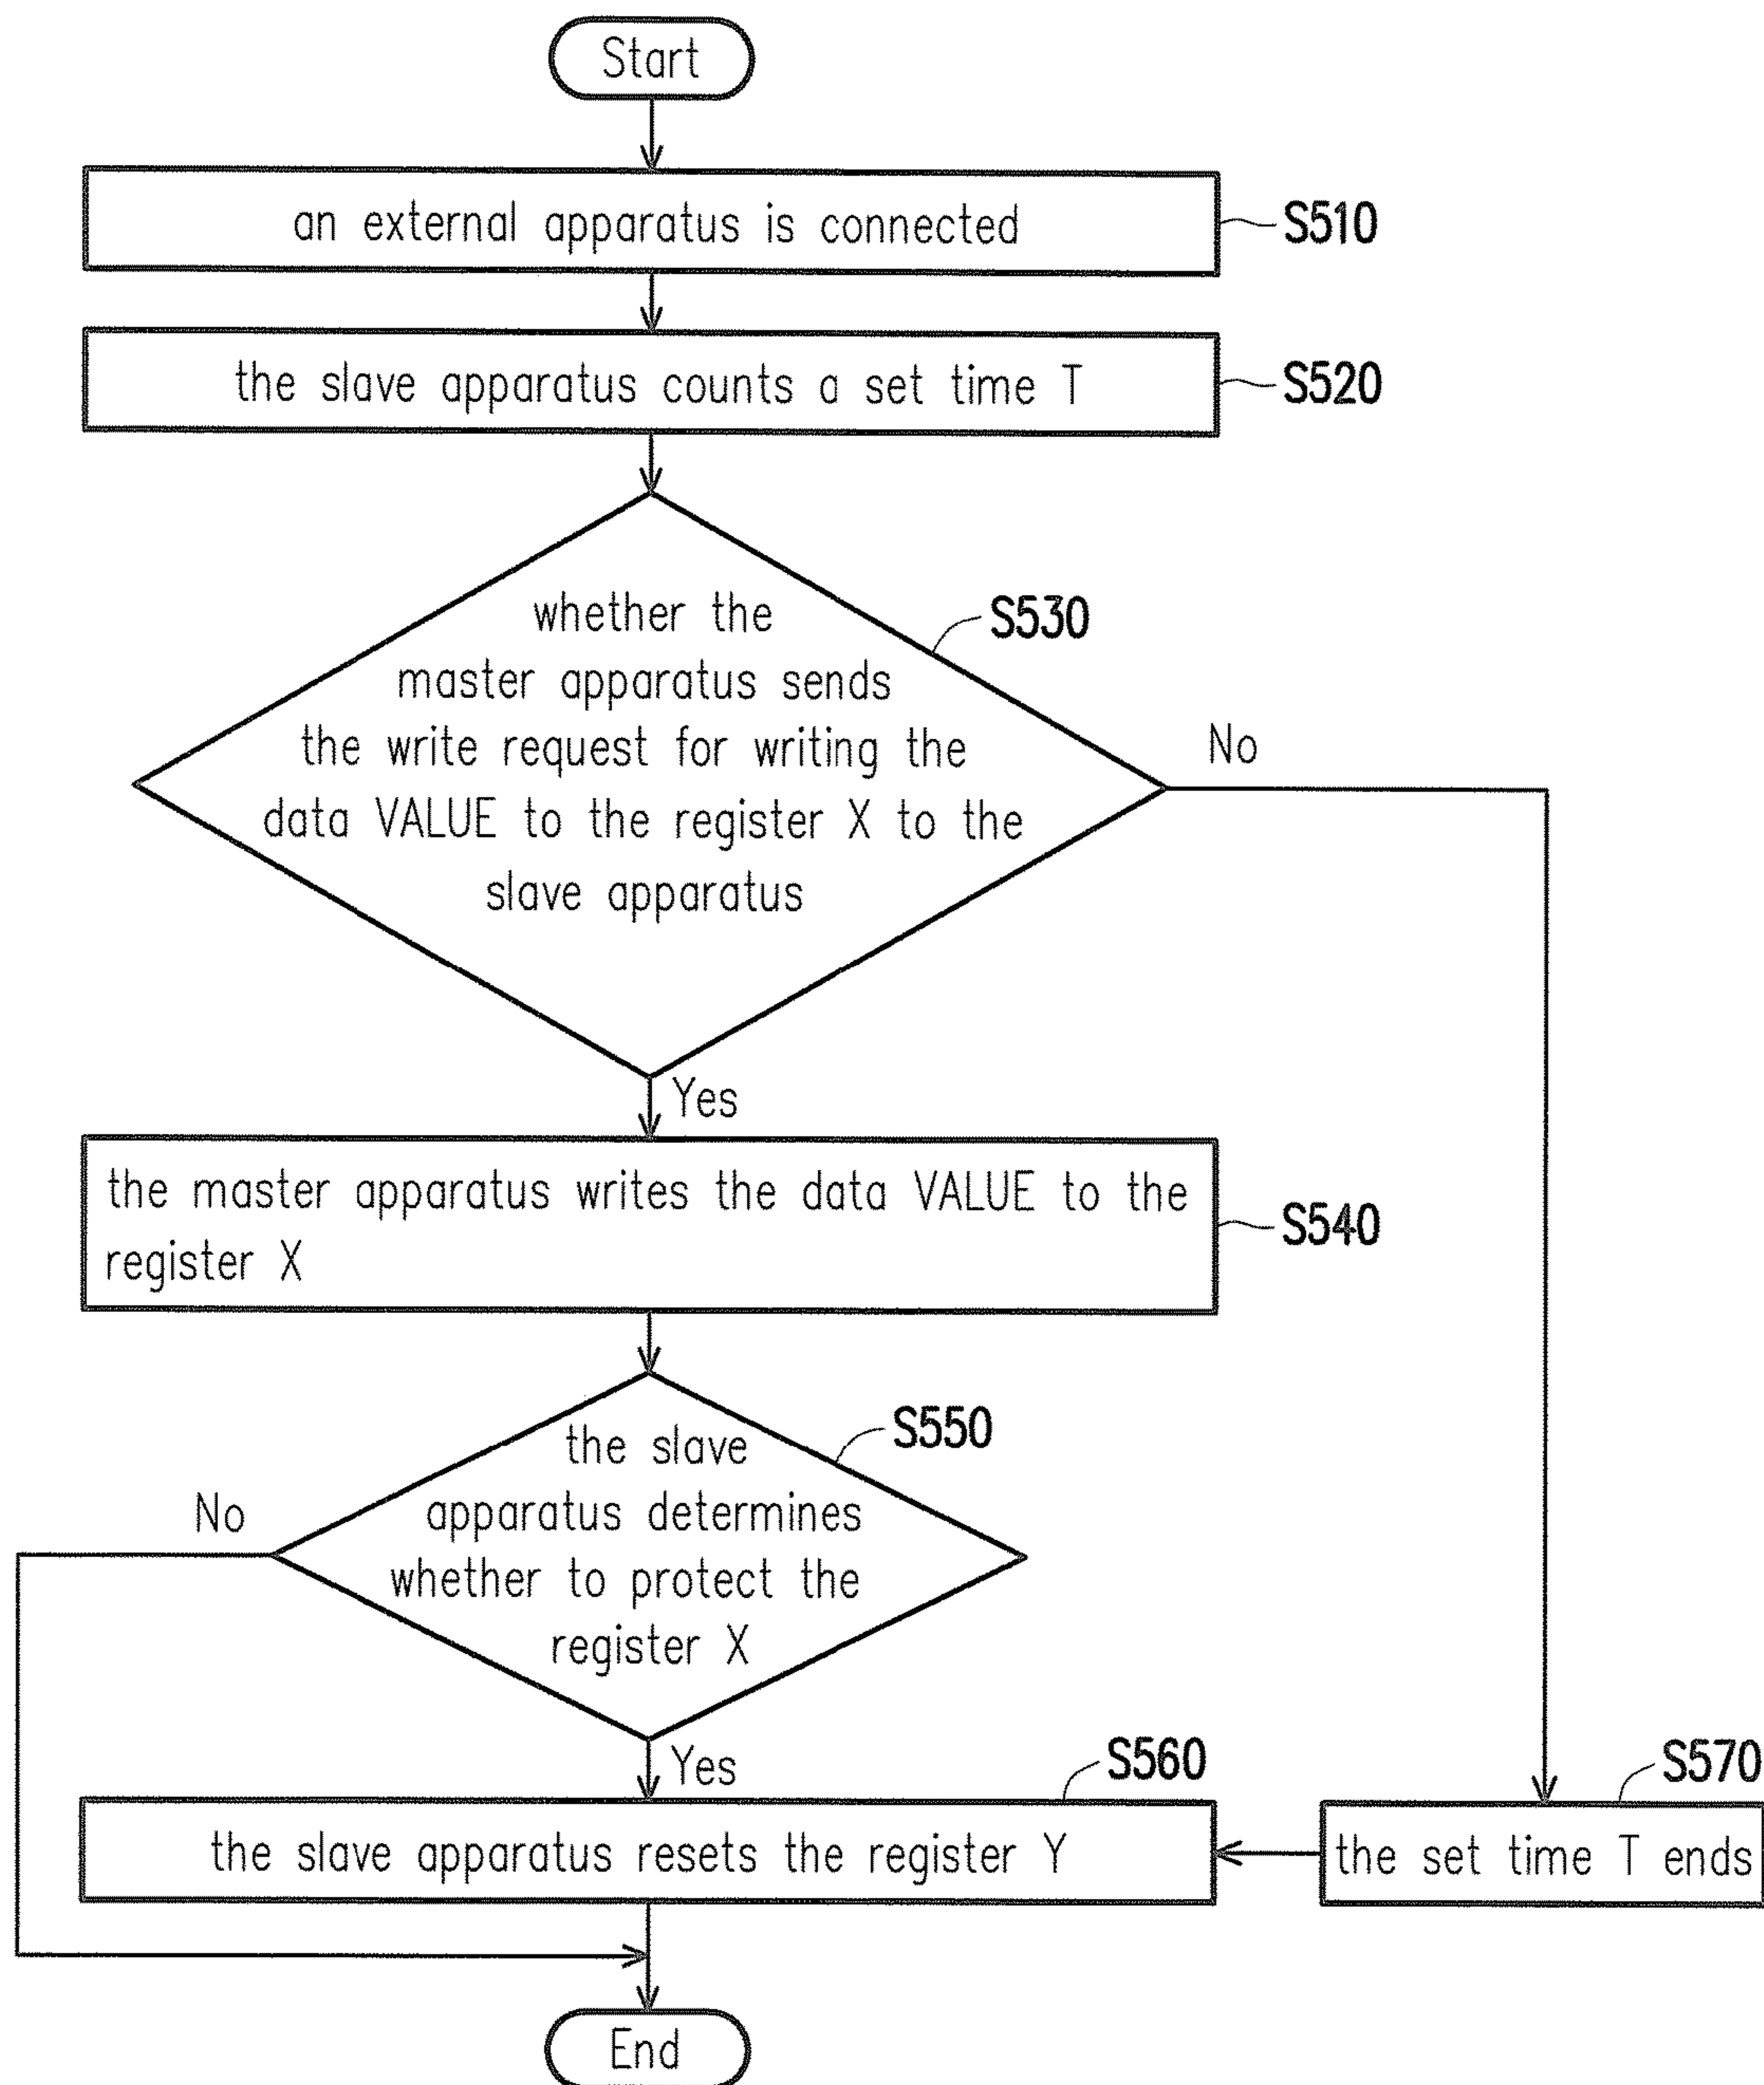 Start
an external apparatus is connected
S510
the slave apparatus counts a set time T
S520
whether the
master apparatus sends
the write request for writing the
data VALUE to the register X to the
slave apparatus
S530
No
Yes
the master apparatus writes the data VALUE to the
register X
S540
the slave
apparatus determines
whether to protect the
register X
S550
No
Yes
the slave apparatus resets the register Y
S560
the set time T ends
S570
End